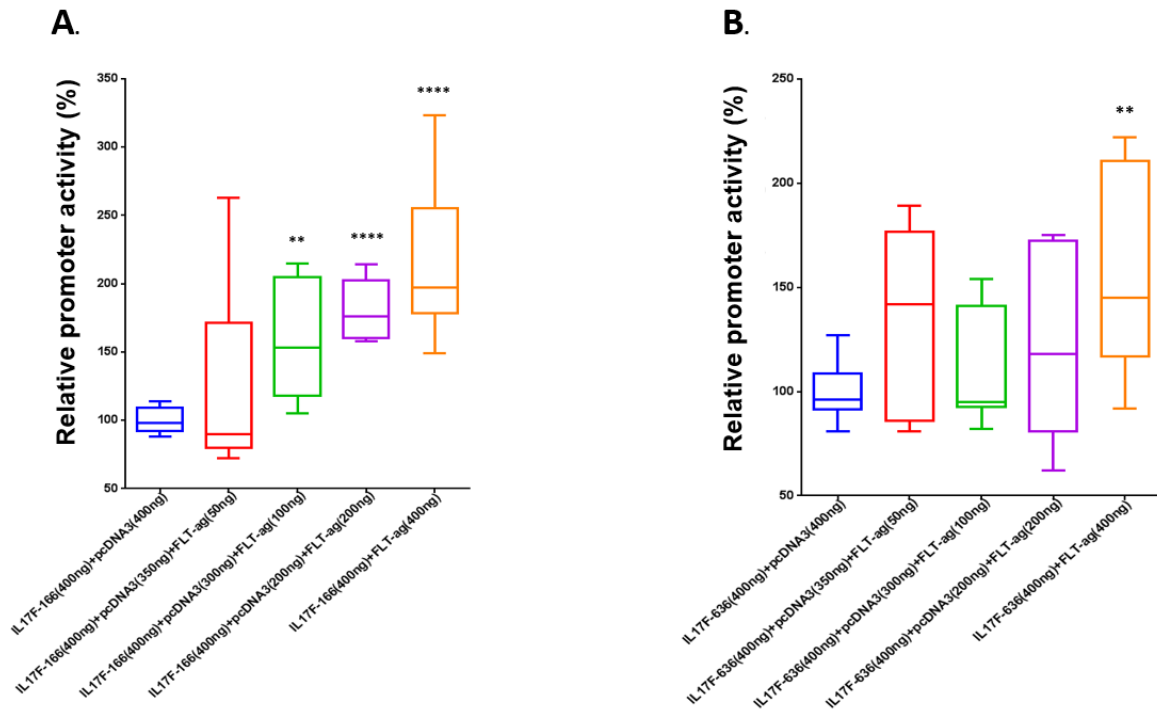 A.
Relative promoter activity (%)
350
300
250
200
150
100
50
**
****
****
IL17F-166(400ng)+pcDNA3(400ng)
IL17F-166(400ng)+pcDNA3(350ng)+FLT-ag(50ng)
IL17F-166(400ng)+pcDNA3(300ng)+FLT-ag(100ng)
IL17F-166(400ng)+pcDNA3(200ng)+FLT-ag(200ng)
IL17F-166(400ng)+FLT-ag(400ng)
B.
Relative promoter activity (%)
250
200
150
100
50
**
IL17F-636(400ng)+pcDNA3(400ng)
IL17F-636(400ng)+pcDNA3(350ng)+FLT-ag(50ng)
IL17F-636(400ng)+pcDNA3(300ng)+FLT-ag(100ng)
IL17F-636(400ng)+pcDNA3(200ng)+FLT-ag(200ng)
IL17F-636(400ng)+FLT-ag(400ng)